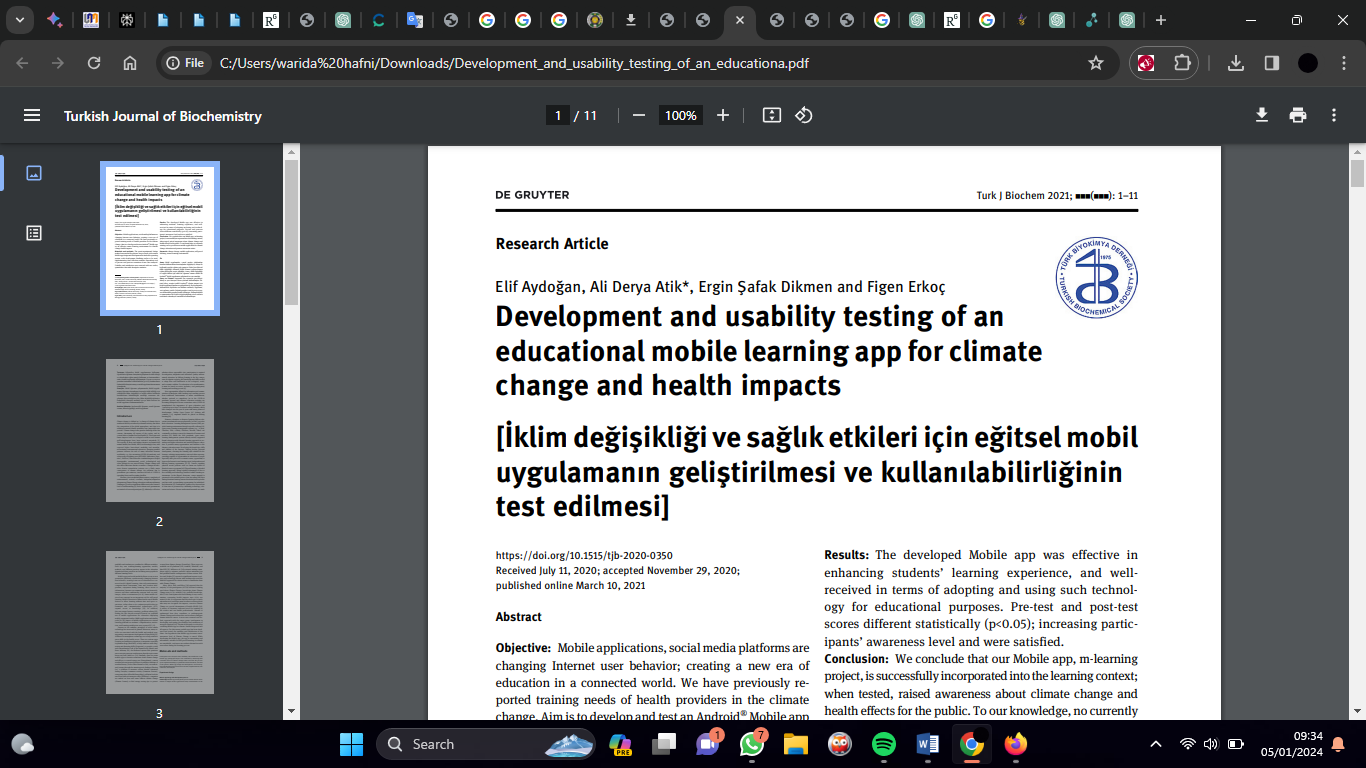 File
C:/Users/warida%20hafni/Downloads/Development_and_usability_testing_of_an_educationa.pdf
Turkish Journal of Biochemistry
1 / 11
100%
1
2
3
DE GRUYTER
Turk J Biochem 2021; ■■■(■■■): 1–11
Research Article
TÜRK BİYOKİMYA DERNEĞİ
1975
TURKISH BIOCHEMICAL SOCIETY
Elif Aydoğan, Ali Derya Atik*, Ergin Şafak Dikmen and Figen Erkoç
Development and usability testing of an
educational mobile learning app for climate
change and health impacts
[İklim değişikliği ve sağlık etkileri için eğitsel mobil
uygulamanın geliştirilmesi ve kullanılabilirliğinin
test edilmesi]
https://doi.org/10.1515/tjb-2020-0350
Received July 11, 2020; accepted November 29, 2020;
published online March 10, 2021
Abstract
Objective: Mobile applications, social media platforms are
changing Internet user behavior; creating a new era of
education in a connected world. We have previously re-
ported training needs of health providers in the climate
change. Aim is to develop and test an Android® Mobile app
Results: The developed Mobile app was effective in
enhancing students’ learning experience, and well-
received in terms of adopting and using such technol-
ogy for educational purposes. Pre-test and post-test
scores different statistically (p<0.05); increasing partic-
ipants’ awareness level and were satisfied.
Conclusion: We conclude that our Mobile app, m-learning
project, is successfully incorporated into the learning context;
when tested, raised awareness about climate change and
health effects for the public. To our knowledge, no currently
Search
PRE
1
7
09:34
05/01/2024